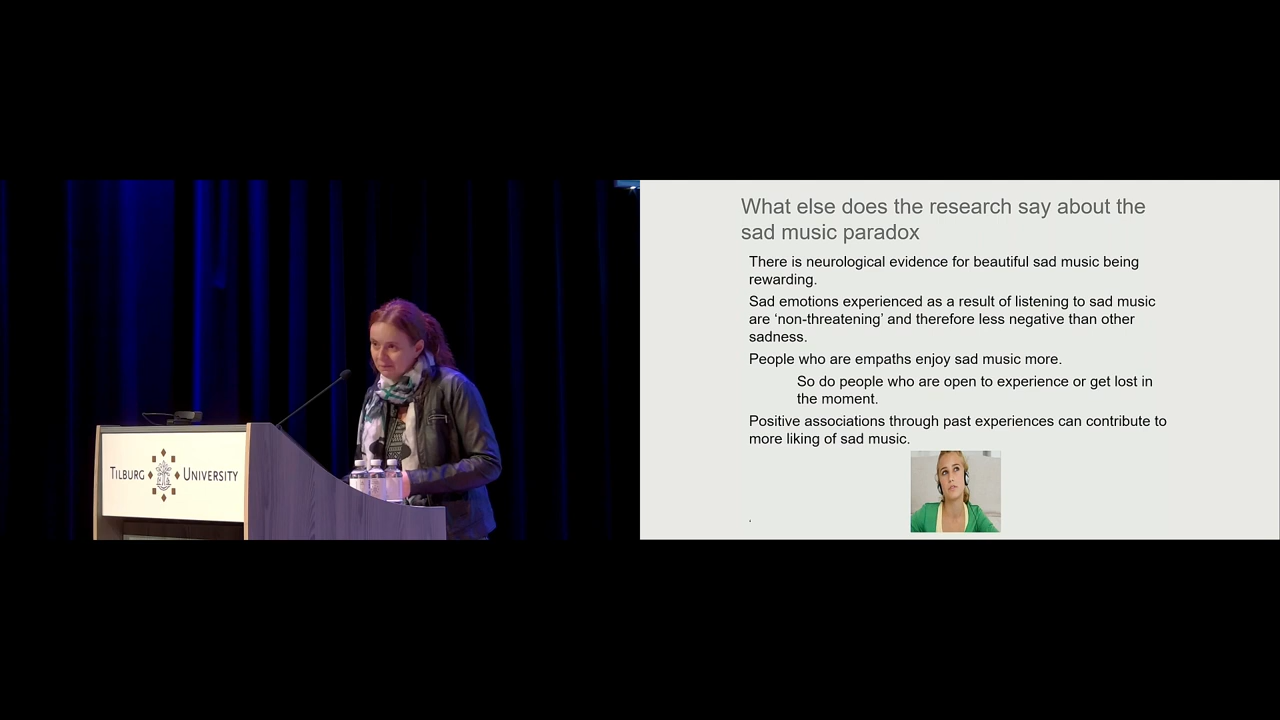 TILBURG UNIVERSITY
What else does the research say about the
sad music paradox
There is neurological evidence for beautiful sad music being
rewarding.
Sad emotions experienced as a result of listening to sad music
are ‘non-threatening’ and therefore less negative than other
sadness.
People who are empaths enjoy sad music more.
So do people who are open to experience or get lost in
the moment.
Positive associations through past experiences can contribute to
more liking of sad music.
.